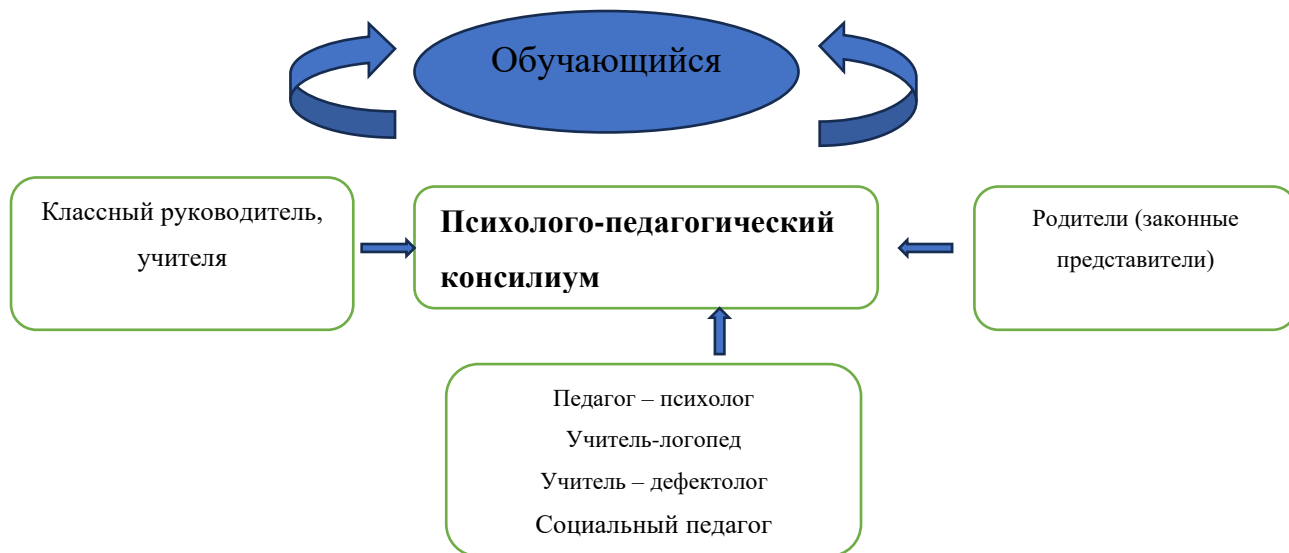 Обучающийся
Классный руководитель,
учителя
Психолого-педагогический
консилиум
Родители (законные
представители)
Педагог – психолог
Учитель-логопед
Учитель – дефектолог
Социальный педагог